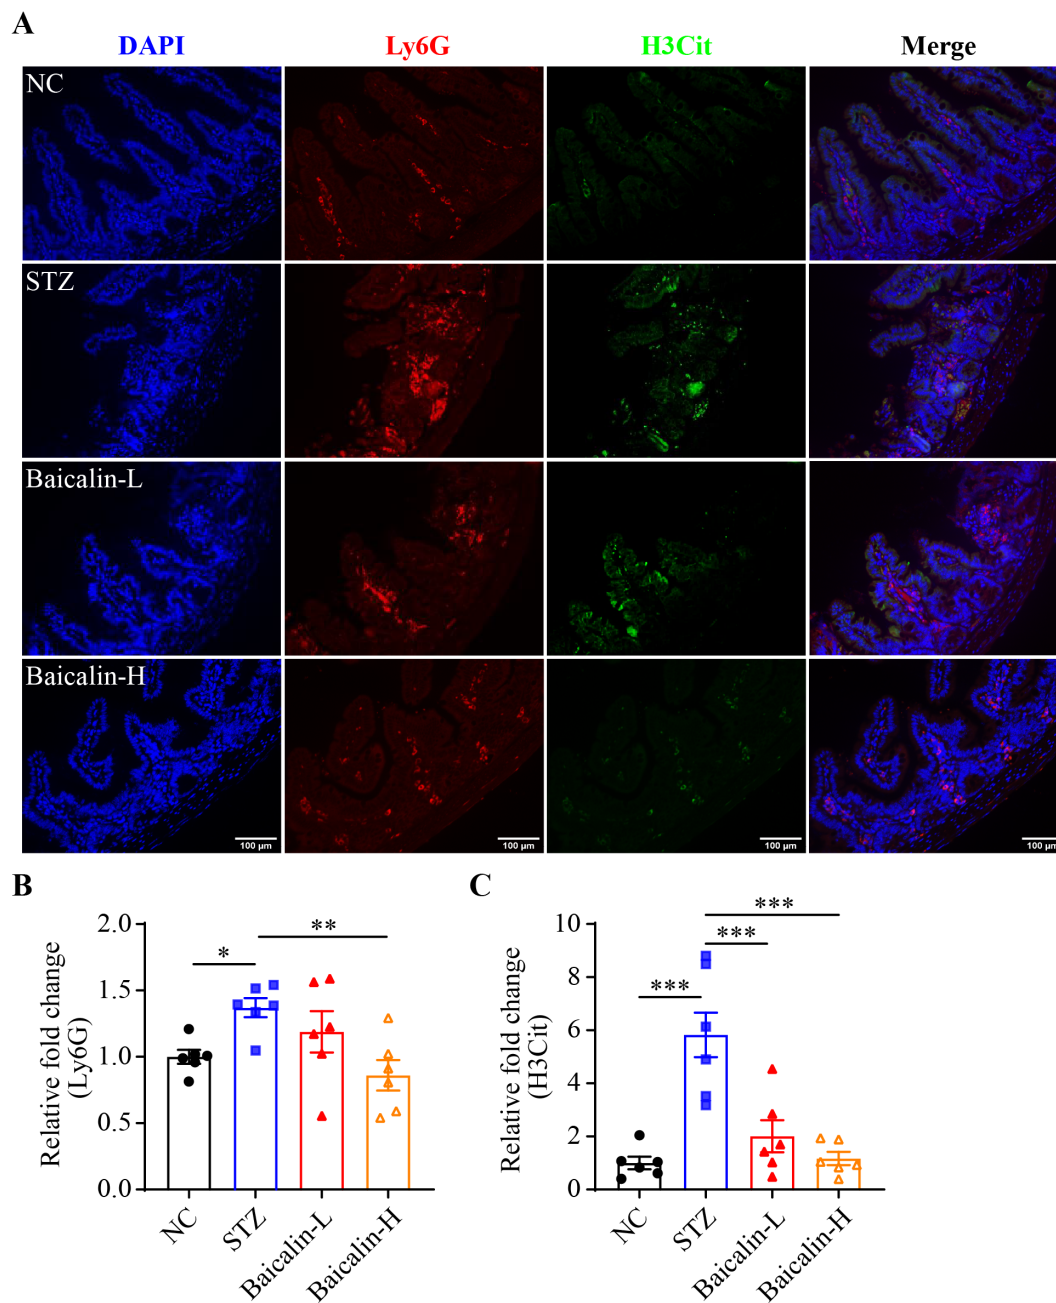 A
DAPI Ly6G H3Cit Merge
NC
STZ
Baicalin-L
Baicalin-H
100 μm 100 μm 100 μm 100 μm
B
Relative fold change
(Ly6G)
2.0
1.5
1.0
0.5
0.0
* **
NC STZ Baicalin-L Baicalin-H
C
Relative fold change
(H3Cit)
10
8
6
4
2
0
*** *** ***
NC STZ Baicalin-L Baicalin-H